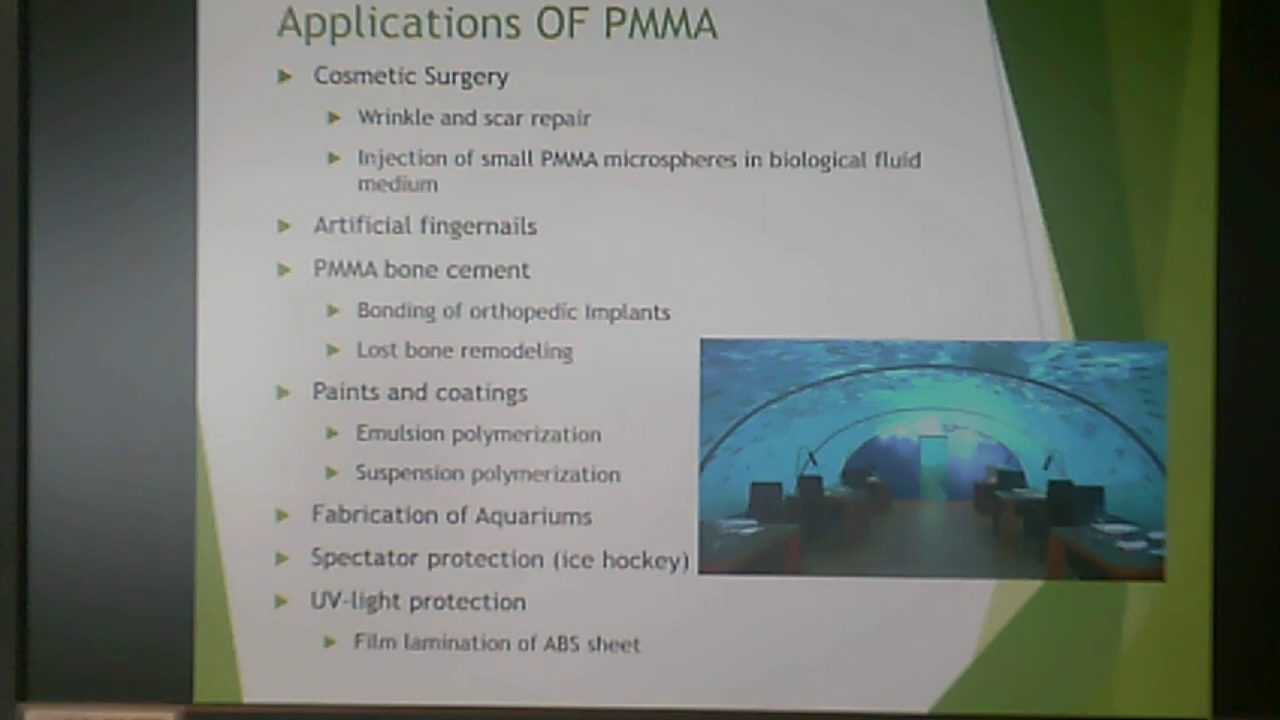 Applications OF PMMA
Cosmetic Surgery
Wrinkle and scar repair
Injection of small PMMA microspheres in biological fluid
medium
Artificial fingernails
PMMA bone cement
Bonding of orthopedic Implants
Lost bone remodeling
Paints and coatings
Emulsion polymerization
Suspension polymerization
Fabrication of Aquariums
Spectator protection (ice hockey)
UV-light protection
Film lamination of ABS sheet